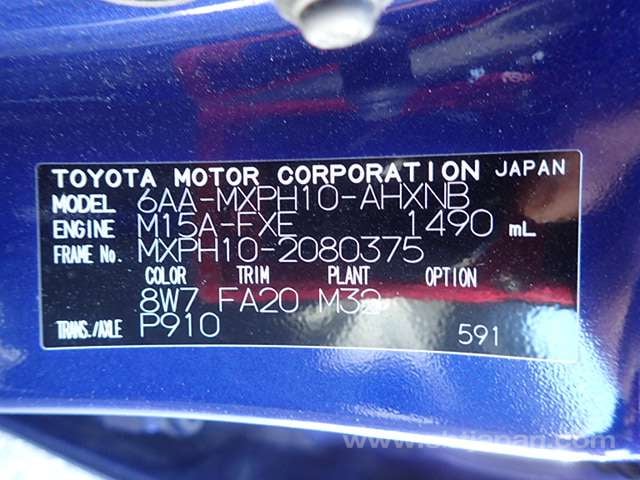 TOYOTA MOTOR CORPORATION JAPAN
MODEL 6AA-MXPH10-AHXNB
ENGINE M15A-FXE 1490 mL
FRAME No. MXPH10-2080375
COLOR TRIM PLANT OPTION
8W7 FA20 M32
TRANS./AXLE P910 591